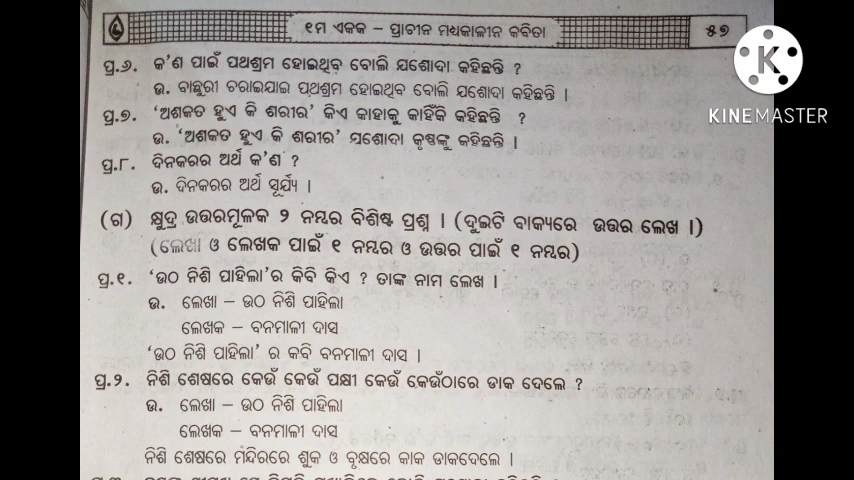 ୧ମ ଏକକ – ପ୍ରାଚୀନ ମଧ୍ୟକାଳୀନ କବିତା ୫୭
ପ୍ର.୬. କ'ଣ ପାଇଁ ପଥଶ୍ରମ ହୋଇଥିବ ବୋଲି ଯଶୋଦା କହିଛନ୍ତି ?
ଉ. ବାଛୁରୀ ଚରାଇଯାଇ ପଥଶ୍ରମ ହୋଇଥିବ ବୋଲି ଯଶୋଦା କହିଛନ୍ତି ।
ପ୍ର.୭. 'ଅଶକତ ହୁଏ କି ଶରୀର' କିଏ କାହାକୁ କାହିଁକି କହିଛନ୍ତି ?
ଉ. 'ଅଶକତ ହୁଏ କି ଶରୀର' ଯଶୋଦା କୃଷ୍ଣଙ୍କୁ କହିଛନ୍ତି ।
ପ୍ର.୮. ଦିନକରର ଅର୍ଥ କ'ଣ ?
ଉ. ଦିନକରର ଅର୍ଥ ସୂର୍ଯ୍ୟ ।
(ଗ) କ୍ଷୁଦ୍ର ଉତ୍ତରମୂଳକ ୨ ନମ୍ବର ବିଶିଷ୍ଟ ପ୍ରଶ୍ନ । (ଦୁଇଟି ବାକ୍ୟରେ ଉତ୍ତର ଲେଖ ।)
(ଲେଖା ଓ ଲେଖକ ପାଇଁ ୧ ନମ୍ବର ଓ ଉତ୍ତର ପାଇଁ ୧ ନମ୍ବର)
ପ୍ର.୧. 'ଉଠ ନିଶି ପାହିଲା'ର କିବି କିଏ ? ତାଙ୍କ ନାମ ଲେଖ ।
ଉ. ଲେଖା – ଉଠ ନିଶି ପାହିଲା
ଲେଖକ – ବନମାଳୀ ଦାସ
'ଉଠ ନିଶି ପାହିଲା' ର କବି ବନମାଳୀ ଦାସ ।
ପ୍ର.୨. ନିଶି ଶେଷରେ କେଉଁ କେଉଁ ପକ୍ଷୀ କେଉଁ କେଉଁଠାରେ ଡାକ ଦେଲେ ?
ଉ. ଲେଖା – ଉଠ ନିଶି ପାହିଲା
ଲେଖକ – ବନମାଳୀ ଦାସ
ନିଶି ଶେଷରେ ମନ୍ଦିରରେ ଶୁକ ଓ ବୃକ୍ଷରେ କାକ ଡାକଦେଲେ ।
K
KINEMASTER